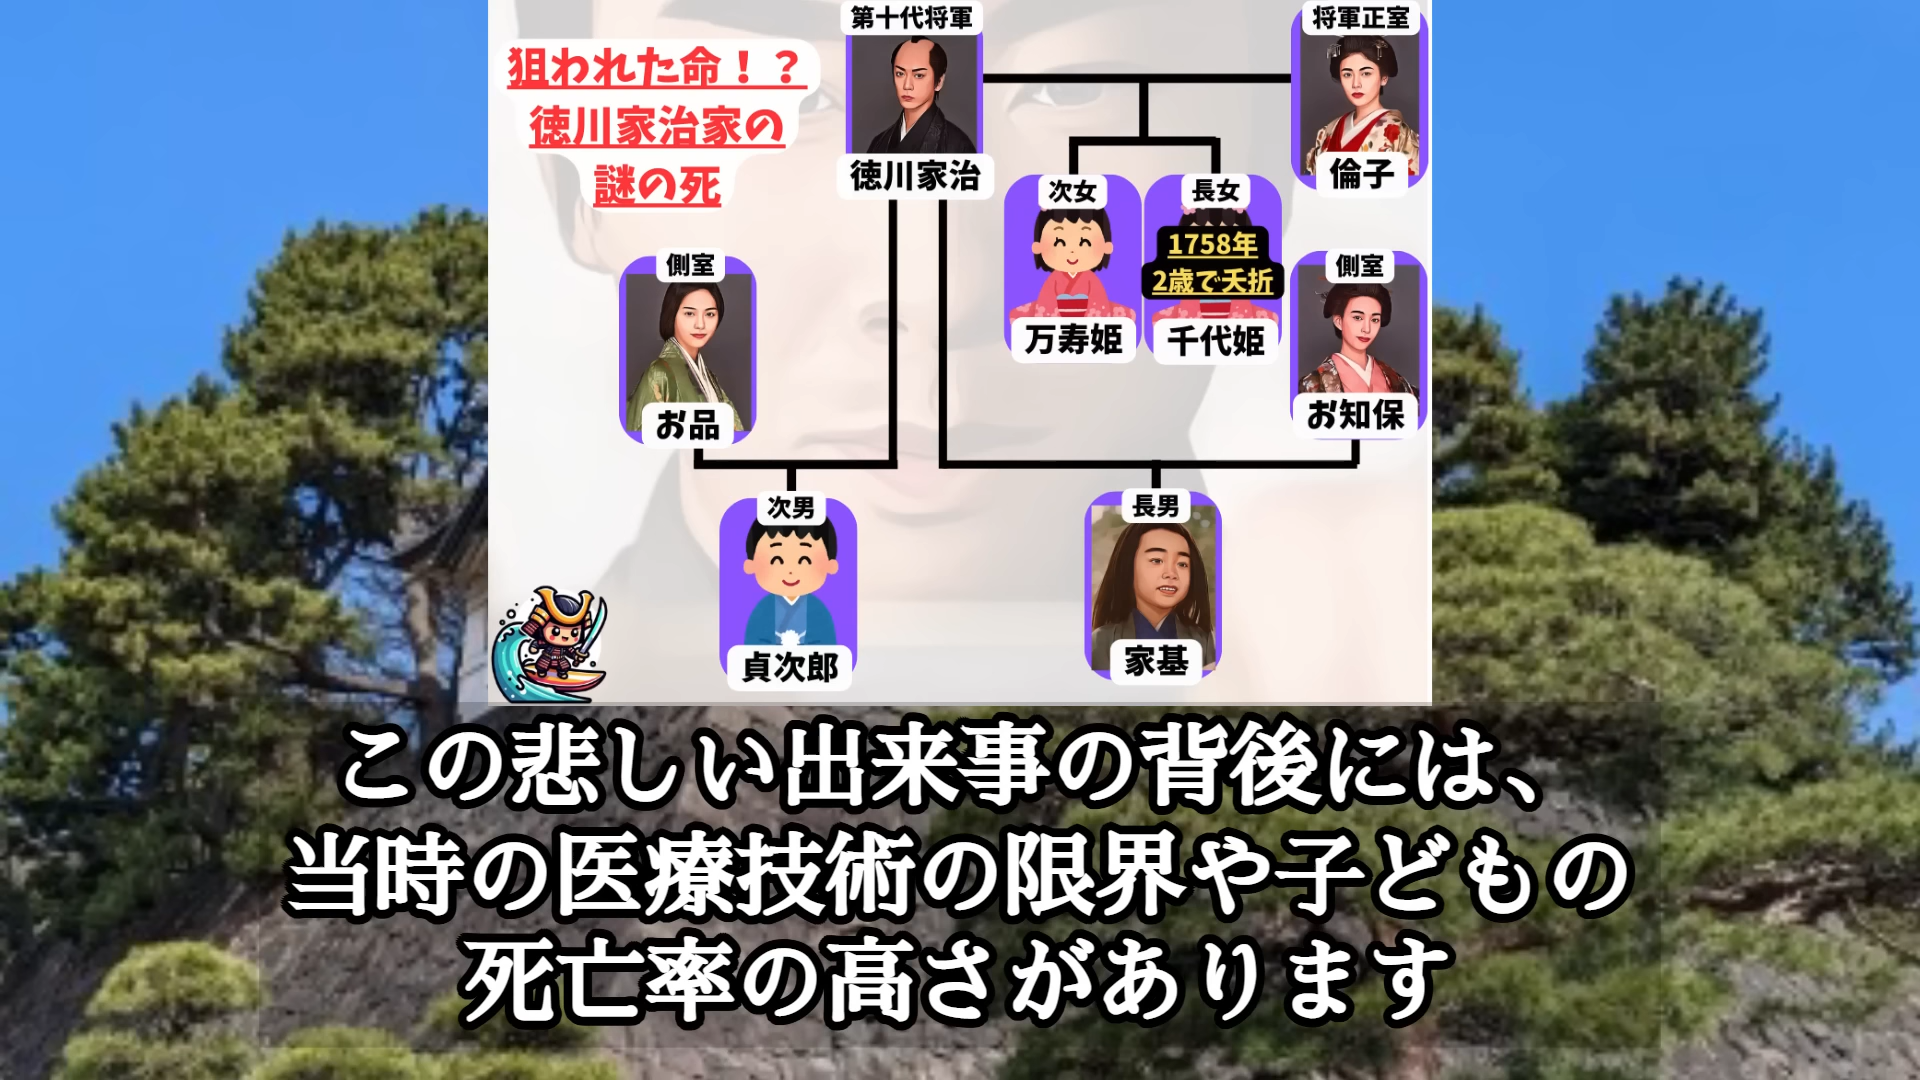 狙われた命！？
徳川家治家の
謎の死
第十代将軍
徳川家治
将軍正室
倫子
次女
万寿姫
長女
1758年
2歳で夭折
千代姫
側室
お品
側室
お知保
次男
貞次郎
長男
家基
この悲しい出来事の背後には、
当時の医療技術の限界や子どもの
死亡率の高さがあります